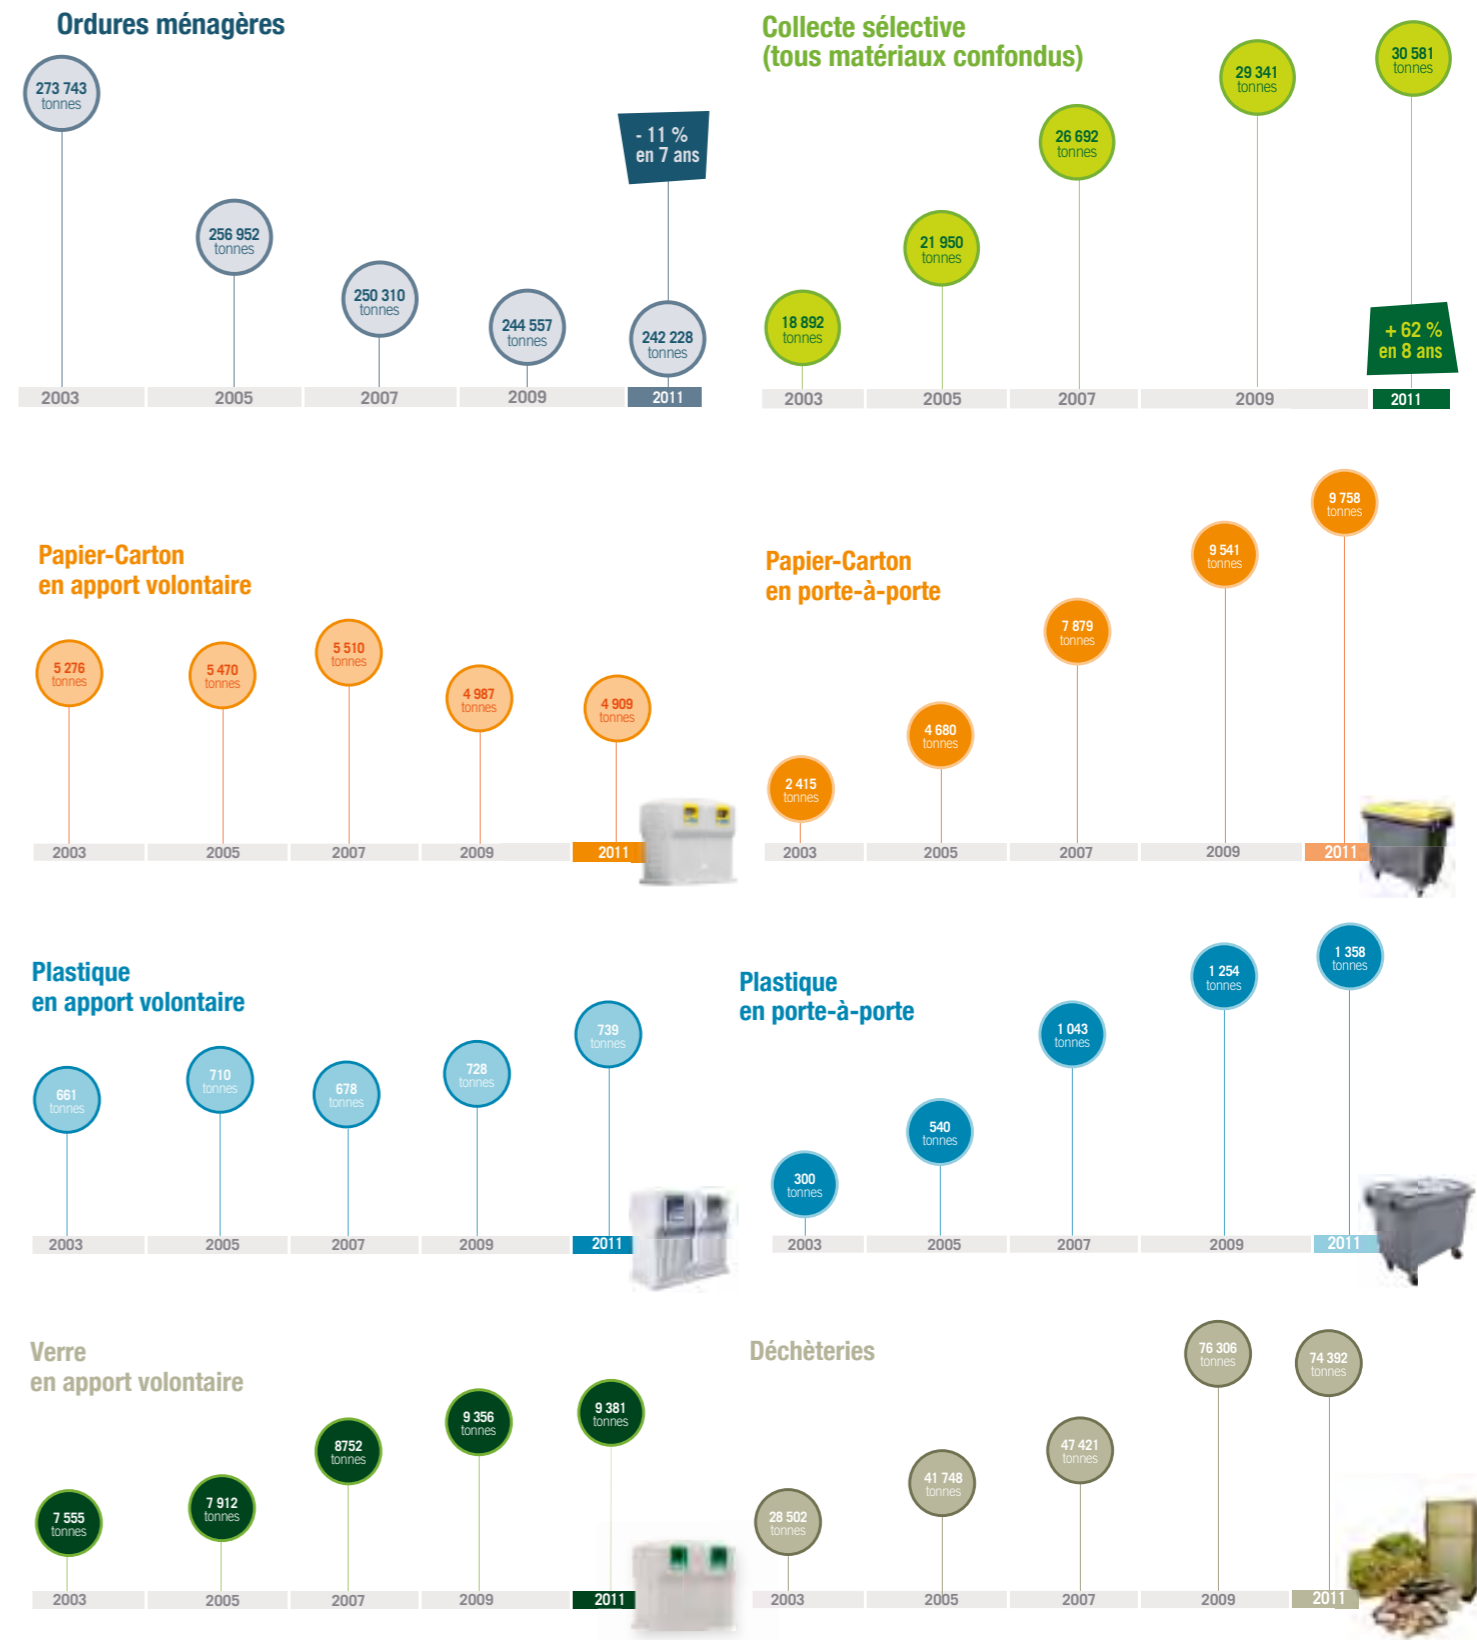 Ordures ménagères
273 743
tonnes
256 952
tonnes
250 310
tonnes
244 557
tonnes
- 11 %
en 7 ans
242 228
tonnes
2003
2005
2007
2009
2011
Collecte sélective
(tous matériaux confondus)
18 892
tonnes
21 950
tonnes
26 692
tonnes
29 341
tonnes
30 581
tonnes
+ 62 %
en 8 ans
2003
2005
2007
2009
2011
Papier-Carton
en apport volontaire
5 276
tonnes
5 470
tonnes
5 510
tonnes
4 987
tonnes
4 909
tonnes
2003
2005
2007
2009
2011
Papier-Carton
en porte-à-porte
2 415
tonnes
4 680
tonnes
7 879
tonnes
9 541
tonnes
9 758
tonnes
2003
2005
2007
2009
2011
Plastique
en apport volontaire
661
tonnes
710
tonnes
678
tonnes
728
tonnes
739
tonnes
2003
2005
2007
2009
2011
Plastique
en porte-à-porte
300
tonnes
540
tonnes
1 043
tonnes
1 254
tonnes
1 358
tonnes
2003
2005
2007
2009
2011
Verre
en apport volontaire
7 555
tonnes
7 912
tonnes
8752
tonnes
9 356
tonnes
9 381
tonnes
2003
2005
2007
2009
2011
Déchèteries
28 502
tonnes
41 748
tonnes
47 421
tonnes
76 306
tonnes
74 392
tonnes
2003
2005
2007
2009
2011